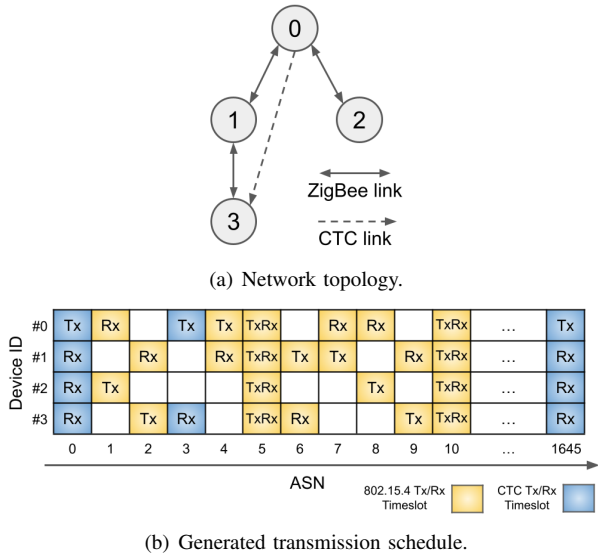 0
1
2
3
ZigBee link
CTC link
(a) Network topology.
Device ID
#0 Tx Rx Tx Tx TxRx Rx Rx TxRx ... Tx
#1 Rx Rx Rx TxRx Tx Tx Rx TxRx ... Rx
#2 Rx Tx TxRx Tx TxRx ... Rx
#3 Rx Tx Rx TxRx Rx Tx TxRx ... Rx
0 1 2 3 4 5 6 7 8 9 10 ... 1645
ASN
802.15.4 Tx/Rx
Timeslot
CTC Tx/Rx
Timeslot
(b) Generated transmission schedule.